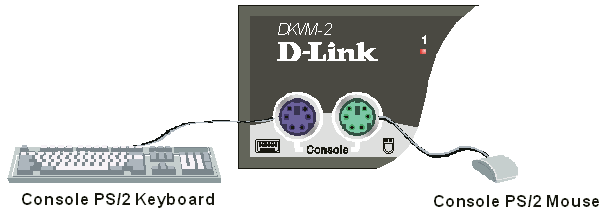 DKVM-2
D-Link
1
Console
Console PS/2 Keyboard
Console PS/2 Mouse